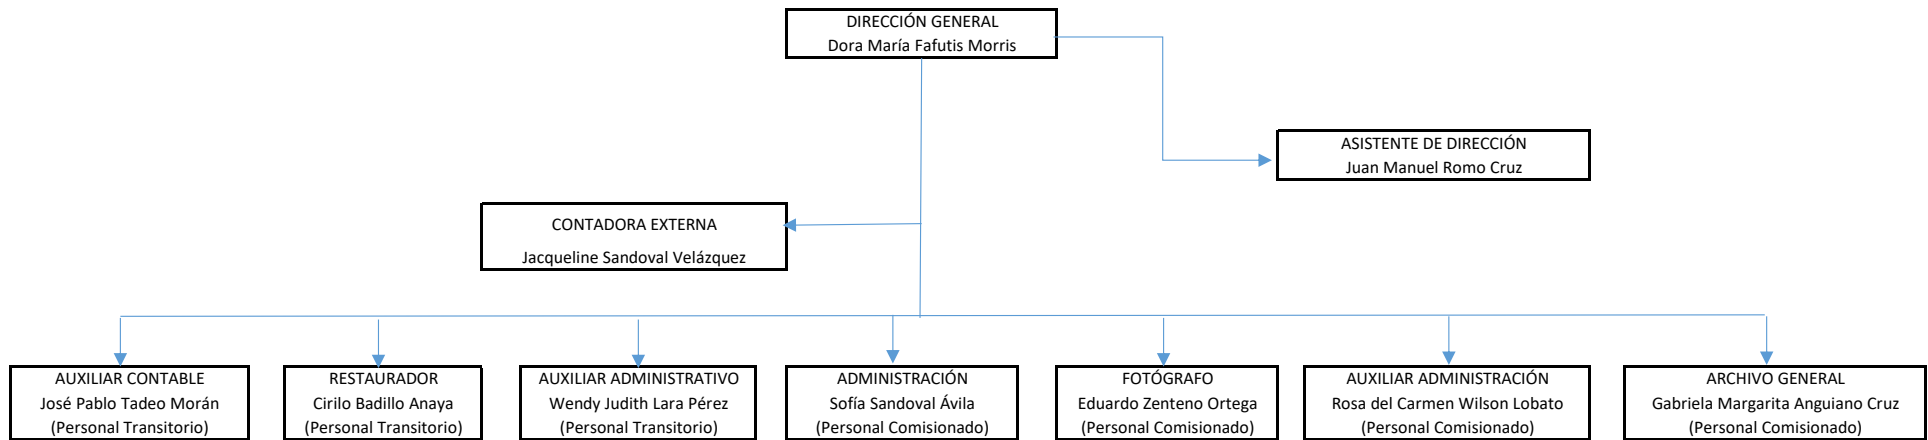 DIRECCIÓN GENERAL
Dora María Fafutis Morris
ASISTENTE DE DIRECCIÓN
Juan Manuel Romo Cruz
CONTADORA EXTERNA
Jacqueline Sandoval Velázquez
AUXILIAR CONTABLE
José Pablo Tadeo Morán
(Personal Transitorio)
RESTAURADOR
Cirilo Badillo Anaya
(Personal Transitorio)
AUXILIAR ADMINISTRATIVO
Wendy Judith Lara Pérez
(Personal Transitorio)
ADMINISTRACIÓN
Sofía Sandoval Ávila
(Personal Comisionado)
FOTÓGRAFO
Eduardo Zenteno Ortega
(Personal Comisionado)
AUXILIAR ADMINISTRACIÓN
Rosa del Carmen Wilson Lobato
(Personal Comisionado)
ARCHIVO GENERAL
Gabriela Margarita Anguiano Cruz
(Personal Comisionado)